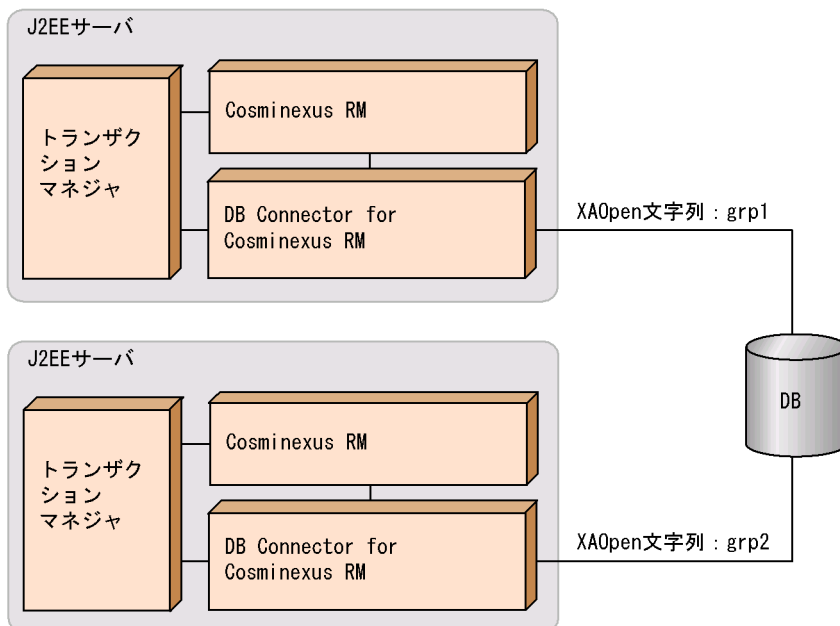 J2EEサーバ
トランザク
ション
マネジャ
Cosminexus RM
DB Connector for
Cosminexus RM
XAOpen文字列：grp1
J2EEサーバ
トランザク
ション
マネジャ
Cosminexus RM
DB Connector for
Cosminexus RM
XAOpen文字列：grp2
DB